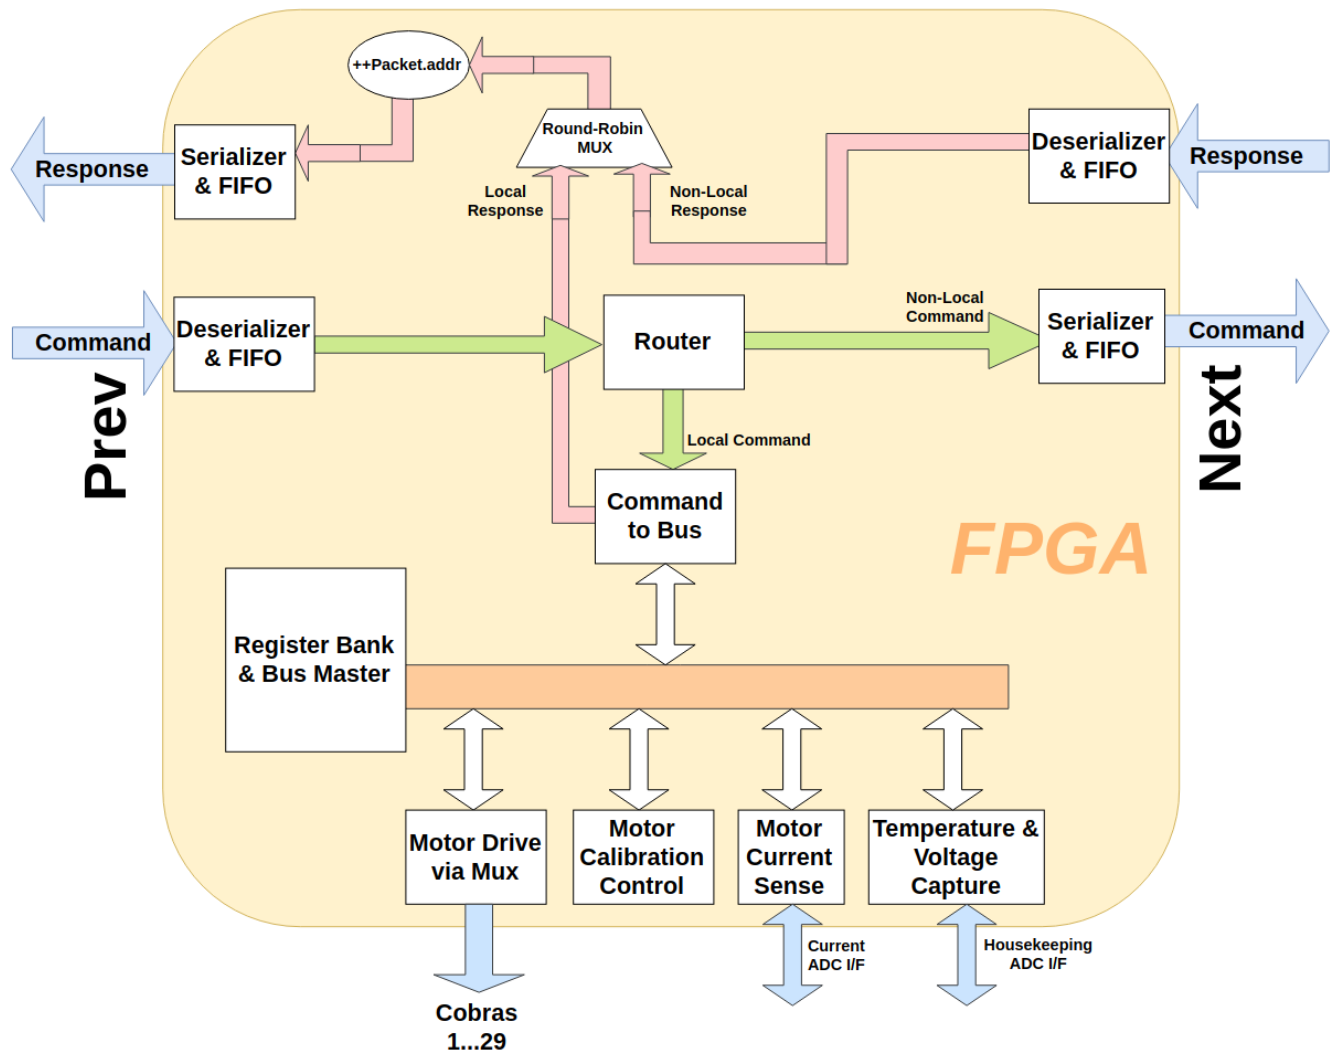 ++Packet.addr
Round-Robin
MUX
Deserializer
& FIFO
Response
Response
Serializer
& FIFO
Local
Response
Non-Local
Response
Command
Deserializer
& FIFO
Router
Non-Local
Command
Serializer
& FIFO
Command
Prev
Next
Local Command
Command
to Bus
FPGA
Register Bank
& Bus Master
Motor Drive
via Mux
Motor
Calibration
Control
Motor
Current
Sense
Temperature &
Voltage
Capture
Current
ADC I/F
Housekeeping
ADC I/F
Cobras
1...29